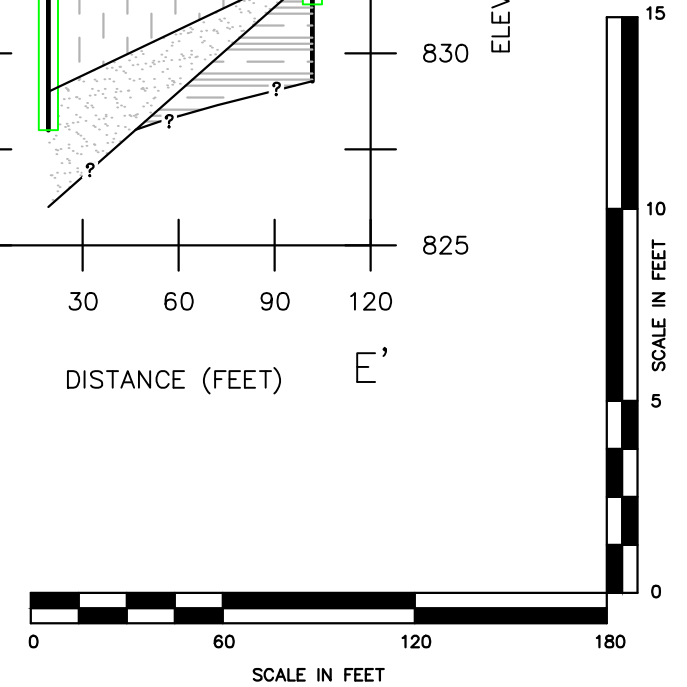 15
830
ELEV
?
?
?
10
825
30 60 90 120
SCALE IN FEET
DISTANCE (FEET)
E'
5
0
0 60 120 180
SCALE IN FEET